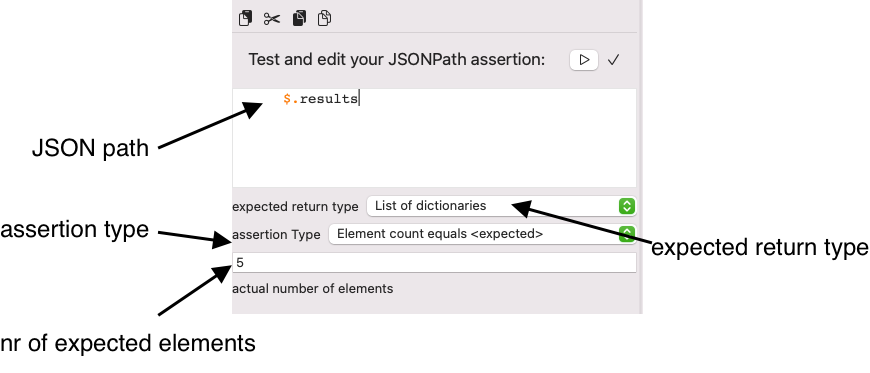 Test and edit your JSONPath assertion:
$.results
JSON path
expected return type List of dictionaries
assertion type
assertion Type Element count equals <expected>
expected return type
5
actual number of elements
nr of expected elements